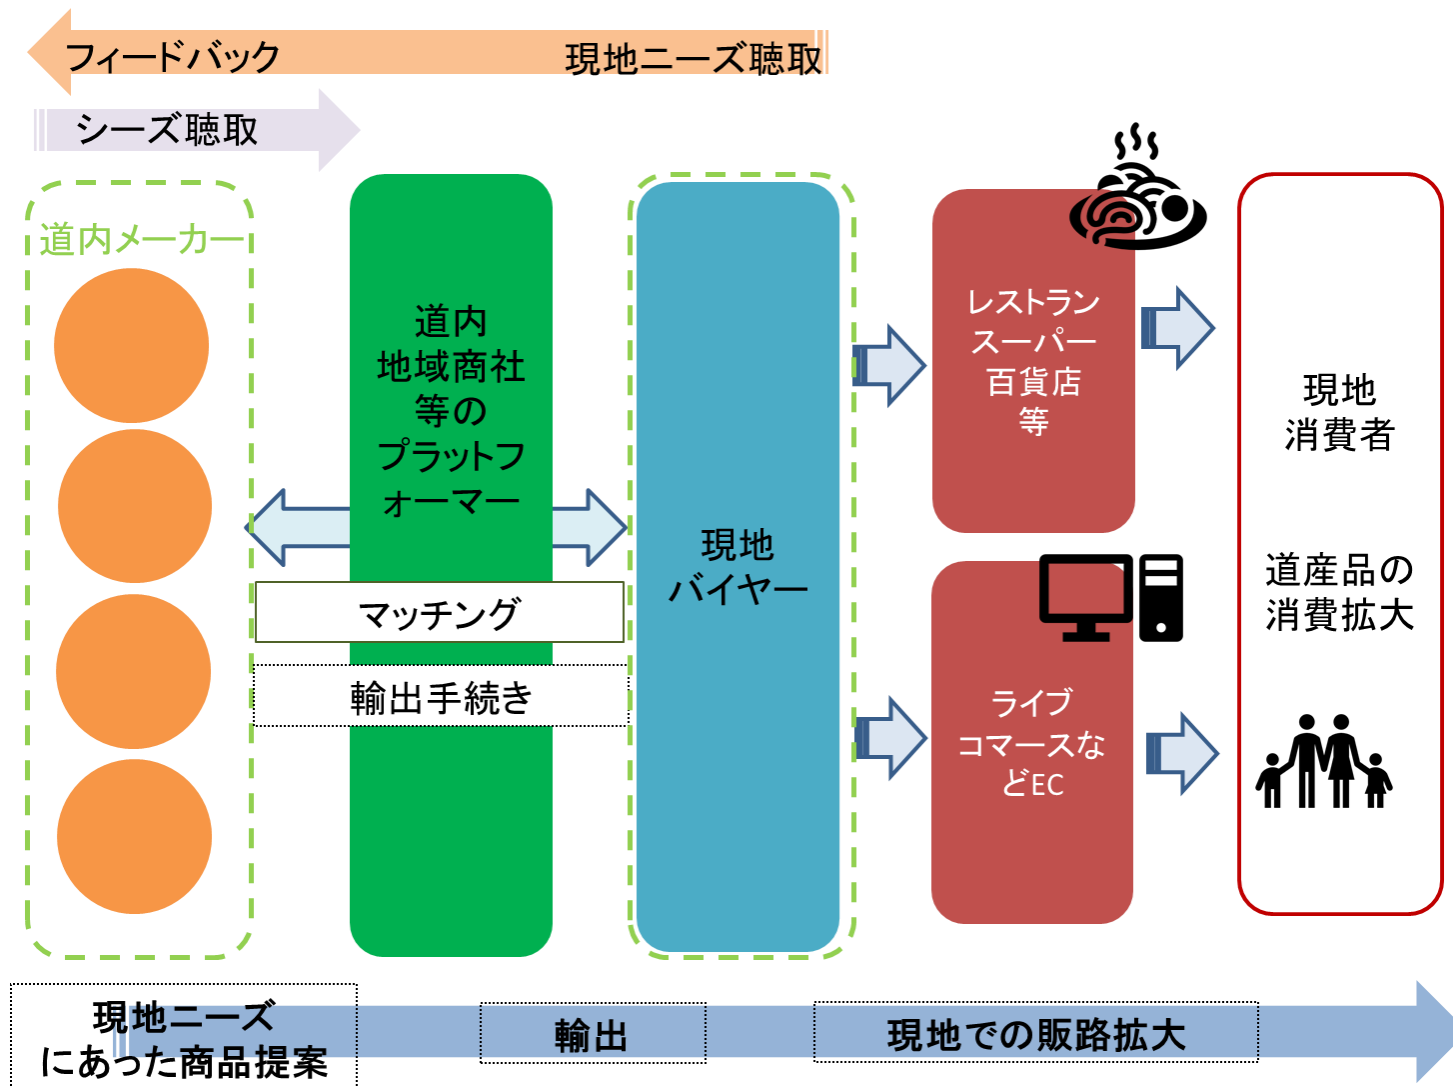 フィードバック
現地ニーズ聴取
シーズ聴取
道内メーカー
道内
地域商社
等の
プラットフ
ォーマー
マッチング
輸出手続き
現地
バイヤー
レストラン
スーパー
百貨店
等
ライブ
コマースな
どEC
現地
消費者
道産品の
消費拡大
現地ニーズ
にあった商品提案
輸出
現地での販路拡大